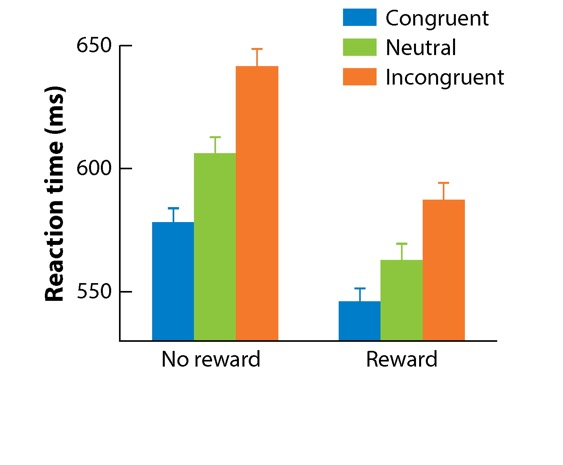 Congruent
Neutral
Incongruent
Reaction time (ms)
650
600
550
No reward
Reward